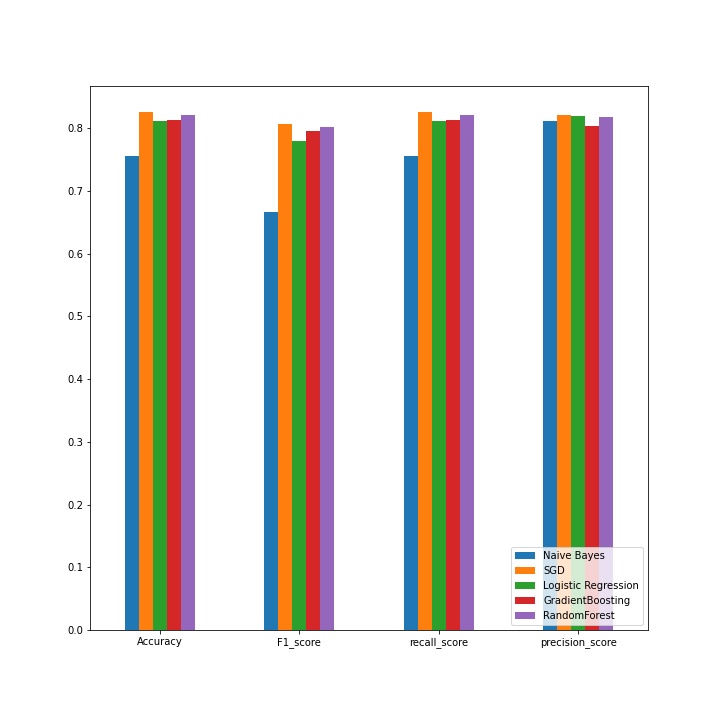 0.8
0.7
0.6
0.5
0.4
0.3
0.2
0.1
0.0
Naive Bayes
SGD
Logistic Regression
GradientBoosting
RandomForest
Accuracy F1_score recall_score precision_score